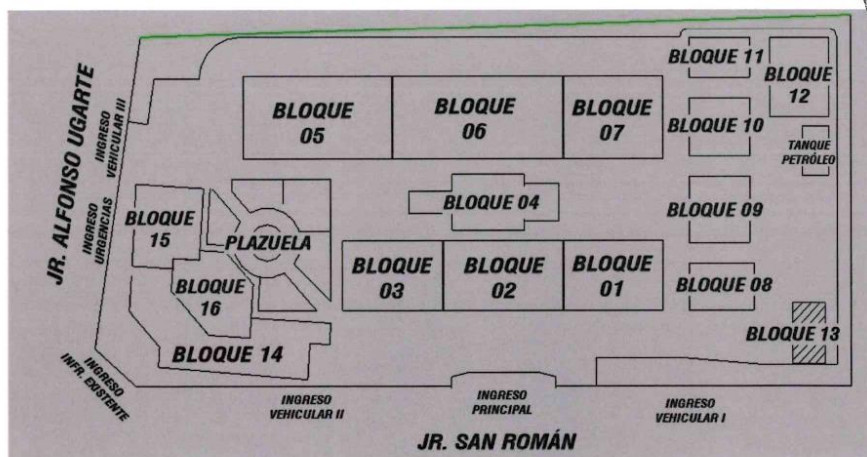 BLOQUE 11
BLOQUE
12
BLOQUE
05
BLOQUE
06
BLOQUE
07
BLOQUE 10
TANQUE
PETRÓLEO
JR. ALFONSO UGARTE
INGRESO
VEHICULAR III
INGRESO
URGENCIAS
BLOQUE
15
PLAZUELA
BLOQUE 04
BLOQUE 09
BLOQUE
16
BLOQUE
03
BLOQUE
02
BLOQUE
01
BLOQUE 08
BLOQUE 13
BLOQUE 14
INGRESO
INFR. EXISTENTE
INGRESO
VEHICULAR II
INGRESO
PRINCIPAL
INGRESO
VEHICULAR I
JR. SAN ROMÁN